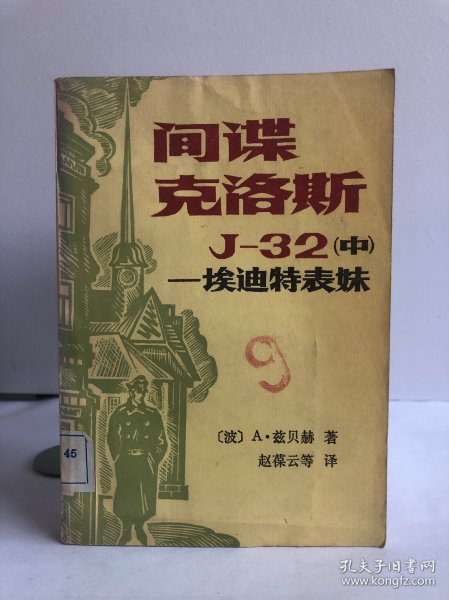 间谍
克洛斯
J-32(中)
—埃迪特表妹
9
〔波〕A·兹贝赫 著
赵葆云等 译
45
孔夫子旧书网
www.kongfz.com